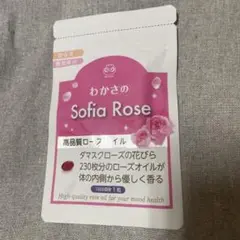 わかさの
Sofia Rose
高品質ローズオイル
ダマスクローズの花びら
230枚分のローズオイルが
体の内側から優しく香る
1粒
High-quality rose oil for your mind health